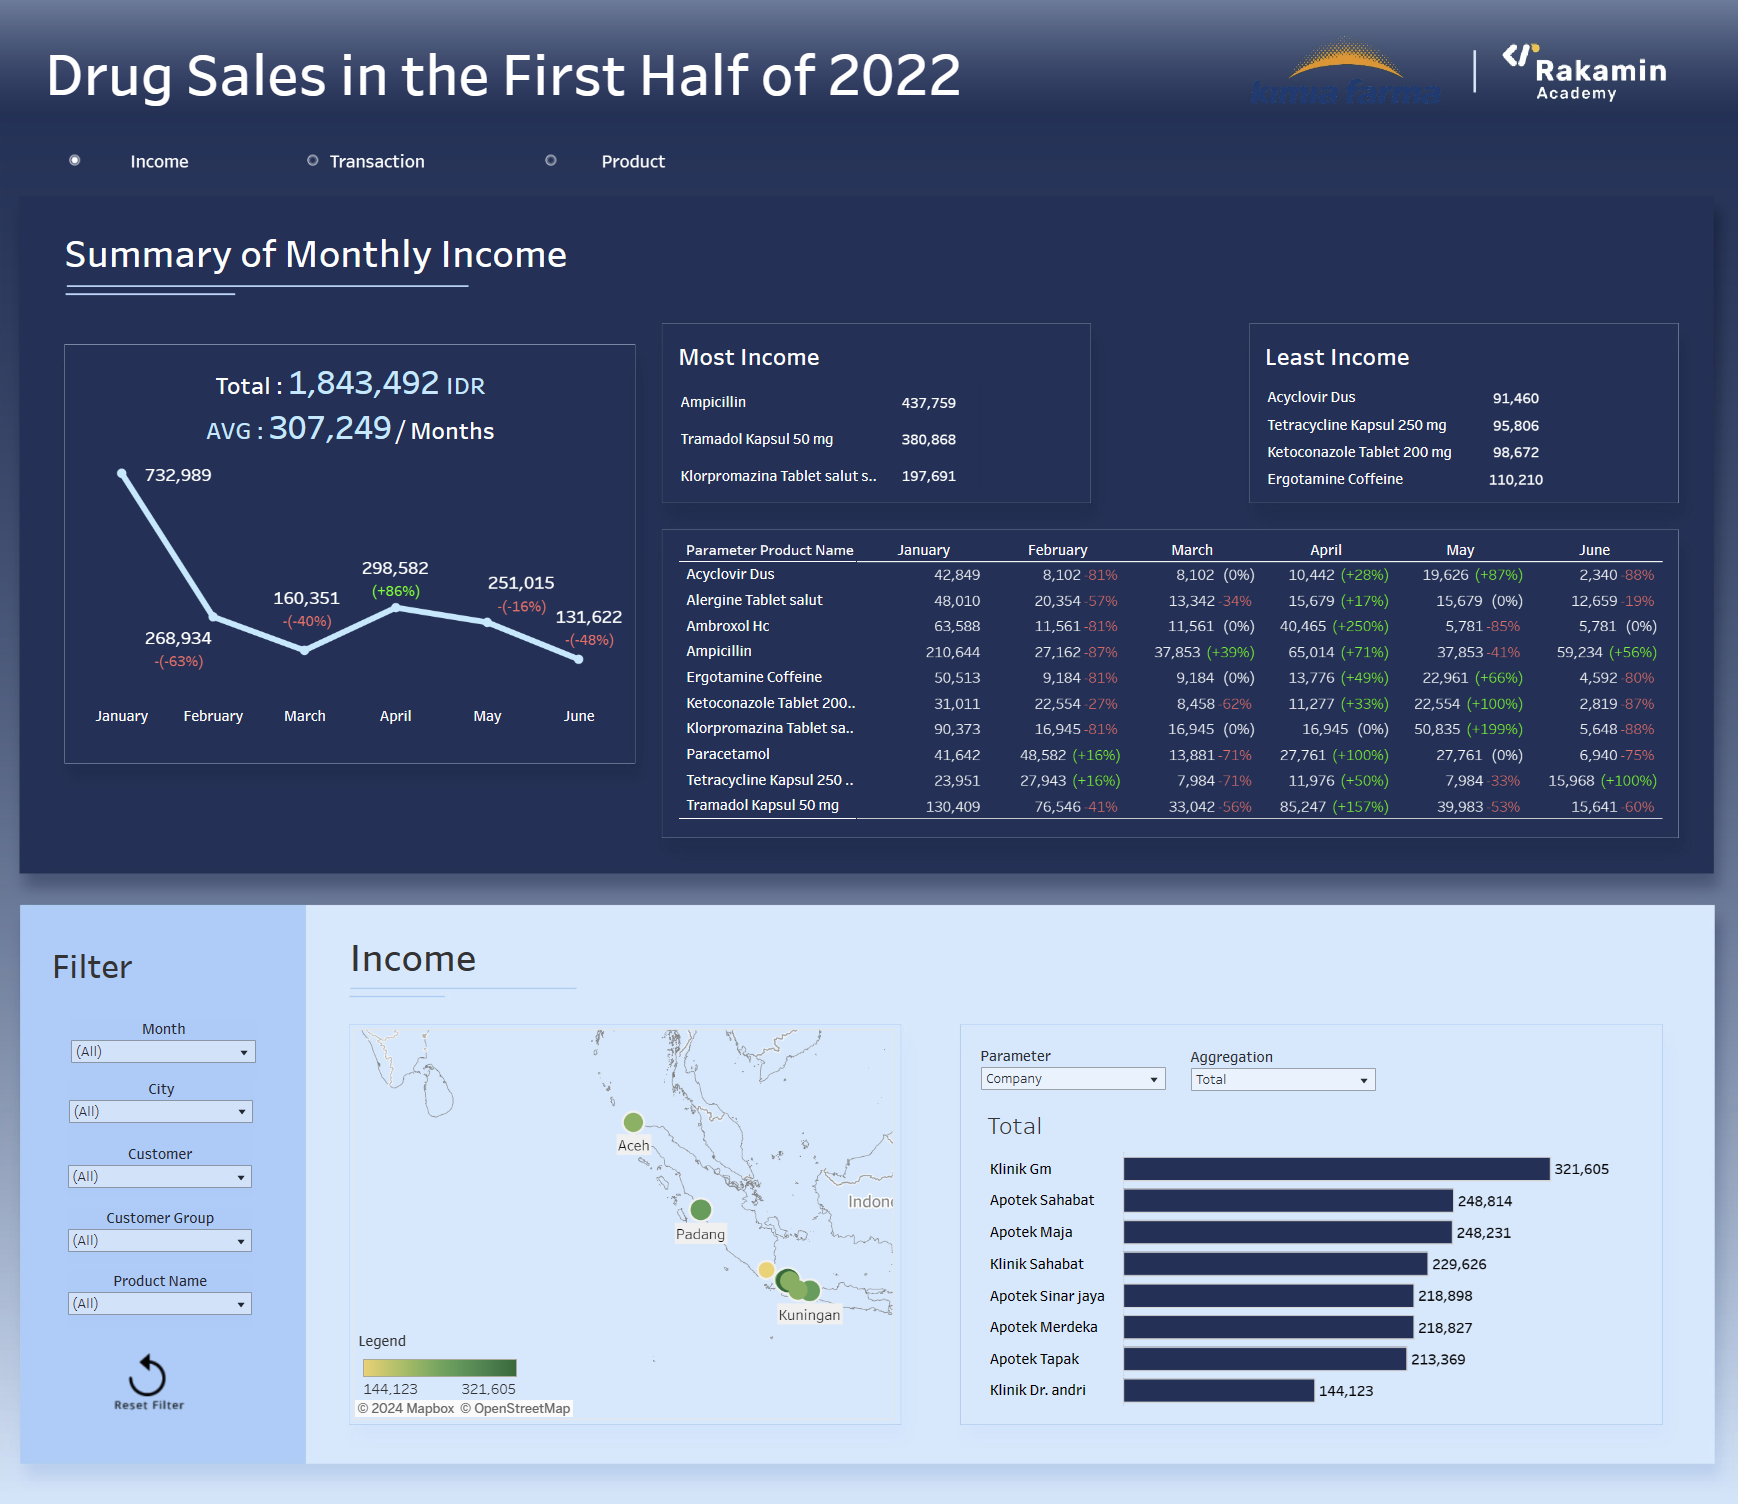 Drug Sales in the First Half of 2022
kimia farma
Rakamin
Academy
Income
Transaction
Product
Summary of Monthly Income
Total : 1,843,492 IDR
AVG : 307,249 / Months
732,989
268,934
-(-63%)
160,351
-(-40%)
298,582
(+86%)
251,015
-(-16%)
131,622
-(-48%)
January February March April May June
Most Income
Ampicillin 437,759
Tramadol Kapsul 50 mg 380,868
Klorpromazina Tablet salut s.. 197,691
Least Income
Acyclovir Dus 91,460
Tetracycline Kapsul 250 mg 95,806
Ketoconazole Tablet 200 mg 98,672
Ergotamine Coffeine 110,210
Parameter Product Name January February March April May June
Acyclovir Dus 42,849 8,102 -81% 8,102 (0%) 10,442 (+28%) 19,626 (+87%) 2,340 -88%
Alergine Tablet salut 48,010 20,354 -57% 13,342 -34% 15,679 (+17%) 15,679 (0%) 12,659 -19%
Ambroxol Hc 63,588 11,561 -81% 11,561 (0%) 40,465 (+250%) 5,781 -85% 5,781 (0%)
Ampicillin 210,644 27,162 -87% 37,853 (+39%) 65,014 (+71%) 37,853 -41% 59,234 (+56%)
Ergotamine Coffeine 50,513 9,184 -81% 9,184 (0%) 13,776 (+49%) 22,961 (+66%) 4,592 -80%
Ketoconazole Tablet 200.. 31,011 22,554 -27% 8,458 -62% 11,277 (+33%) 22,554 (+100%) 2,819 -87%
Klorpromazina Tablet sa.. 90,373 16,945 -81% 16,945 (0%) 16,945 (0%) 50,835 (+199%) 5,648 -88%
Paracetamol 41,642 48,582 (+16%) 13,881 -71% 27,761 (+100%) 27,761 (0%) 6,940 -75%
Tetracycline Kapsul 250 .. 23,951 27,943 (+16%) 7,984 -71% 11,976 (+50%) 7,984 -33% 15,968 (+100%)
Tramadol Kapsul 50 mg 130,409 76,546 -41% 33,042 -56% 85,247 (+157%) 39,983 -53% 15,641 -60%
Filter
Month
(All)
City
(All)
Customer
(All)
Customer Group
(All)
Product Name
(All)
Reset Filter
Income
Aceh
Padang
Indone
Kuningan
Legend
144,123 321,605
© 2024 Mapbox © OpenStreetMap
Parameter
Company
Aggregation
Total
Total
Klinik Gm 321,605
Apotek Sahabat 248,814
Apotek Maja 248,231
Klinik Sahabat 229,626
Apotek Sinar jaya 218,898
Apotek Merdeka 218,827
Apotek Tapak 213,369
Klinik Dr. andri 144,123